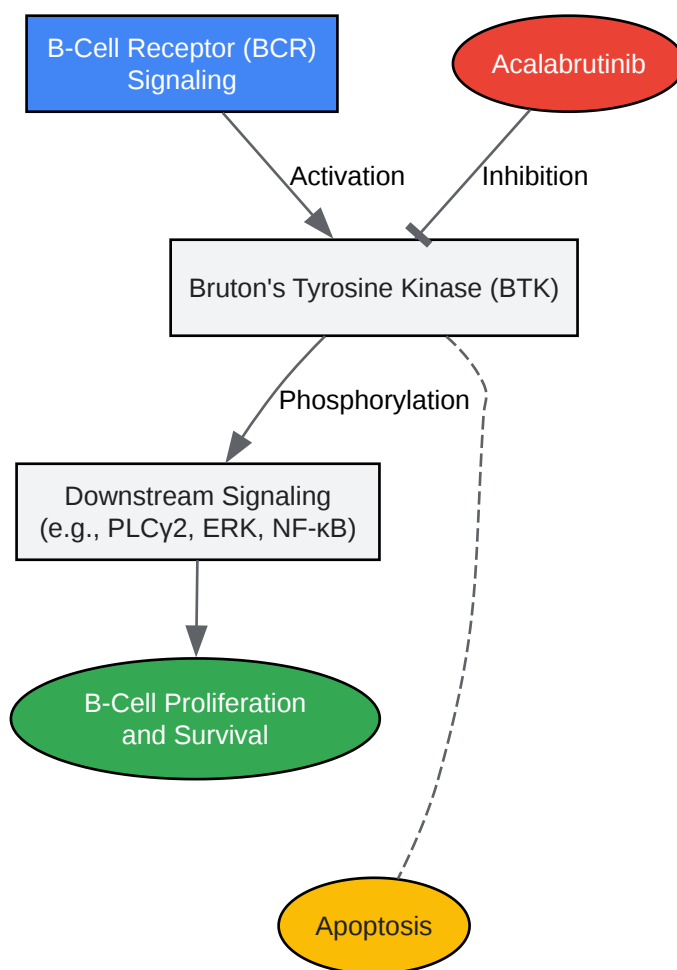 B-Cell Receptor (BCR)
Signaling
Acalabrutinib
Activation
Inhibition
Bruton's Tyrosine Kinase (BTK)
Phosphorylation
Downstream Signaling
(e.g., PLCγ2, ERK, NF-κB)
B-Cell Proliferation
and Survival
Apoptosis